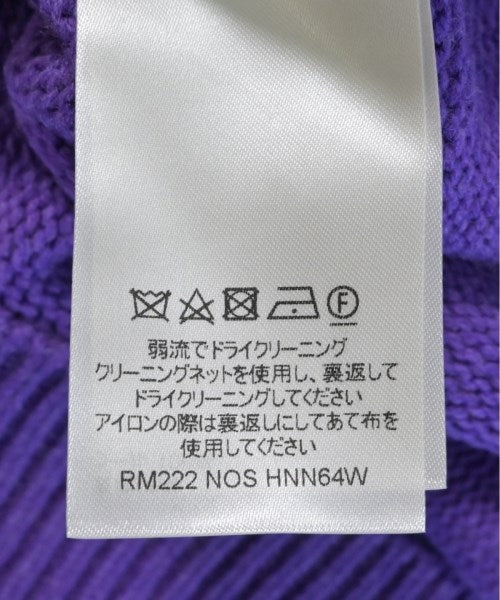 F
弱流でドライクリーニング
クリーニングネットを使用し、裏返して
ドライクリーニングしてください
アイロンの際は裏返しにしてあて布を
使用してください
RM222 NOS HNN64W